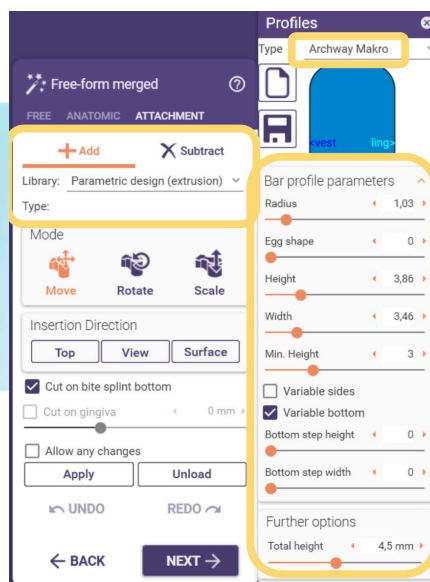 Free-form merged
FREE ANATOMIC ATTACHMENT
Add Subtract
Library: Parametric design (extrusion)
Type:
Mode
Move Rotate Scale
Insertion Direction
Top View Surface
Cut on bite splint bottom
Cut on gingiva 0 mm
Allow any changes
Apply Unload
UNDO REDO
BACK NEXT
Profiles
Type Archway Makro
<vest ling>
Bar profile parameters
Radius 1,03
Egg shape 0
Height 3,86
Width 3,46
Min. Height 3
Variable sides
Variable bottom
Bottom step height 0
Bottom step width 0
Further options
Total height 4,5 mm